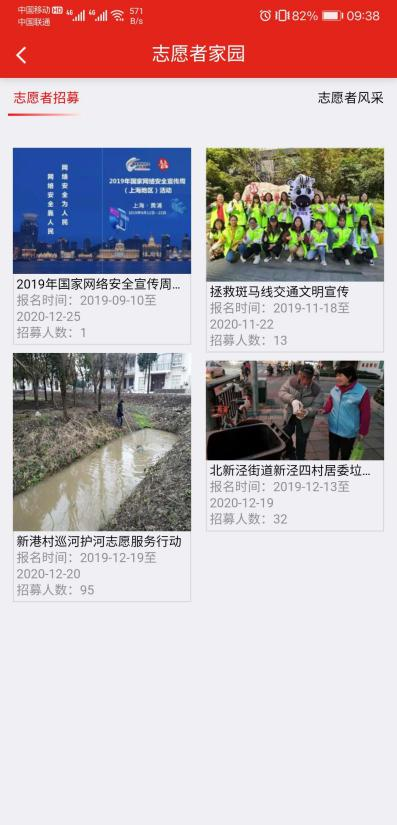 中国移动 HD 4G 4G 571 B/s
中国联通
82% 09:38
志愿者家园
志愿者招募
志愿者风采
网络安全为人民
网络安全靠人民
2019年国家网络安全宣传周
(上海地区)活动
上海·黄浦
2019年国家网络安全宣传周...
报名时间：2019-09-10至
2020-12-25
招募人数：1
拯救斑马线交通文明宣传
报名时间：2019-11-18至
2020-11-22
招募人数：13
新港村巡河护河志愿服务行动
报名时间：2019-12-19至
2020-12-20
招募人数：95
北新泾街道新泾四村居委垃...
报名时间：2019-12-13至
2020-12-19
招募人数：32